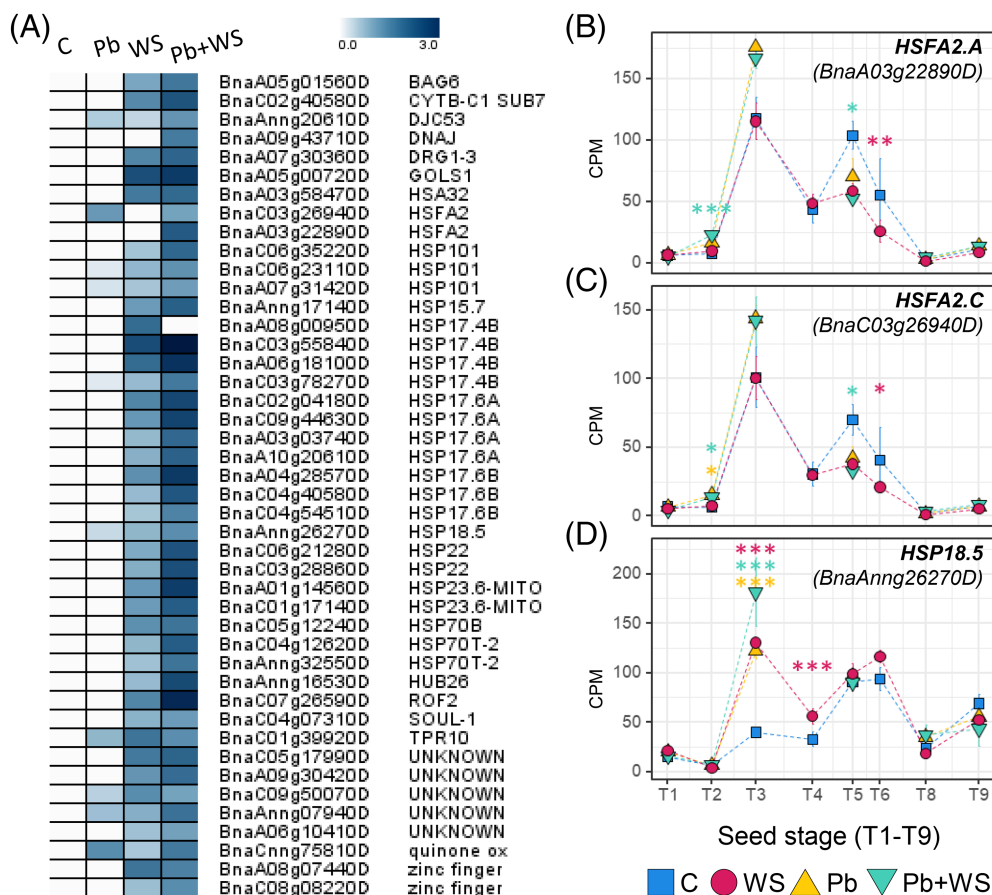 (A)
C Pb WS Pb+WS
0.0 3.0
BnaA05g01560D BAG6
BnaC02g40580D CYTB-C1 SUB7
BnaAnng20610D DJC53
BnaA09g43710D DNAJ
BnaA07g30360D DRG1-3
BnaA05g00720D GOLS1
BnaA03g58470D HSA32
BnaC03g26940D HSFA2
BnaA03g22890D HSFA2
BnaC06g35220D HSP101
BnaC06g23110D HSP101
BnaA07g31420D HSP101
BnaAnng17140D HSP15.7
BnaA08g00950D HSP17.4B
BnaC03g55840D HSP17.4B
BnaA06g18100D HSP17.4B
BnaC03g78270D HSP17.4B
BnaC02g04180D HSP17.6A
BnaC09g44630D HSP17.6A
BnaA03g03740D HSP17.6A
BnaA10g20610D HSP17.6A
BnaA04g28570D HSP17.6B
BnaC04g40580D HSP17.6B
BnaC04g54510D HSP17.6B
BnaAnng26270D HSP18.5
BnaC06g21280D HSP22
BnaC03g28860D HSP22
BnaA01g14560D HSP23.6-MITO
BnaC01g17140D HSP23.6-MITO
BnaC05g12240D HSP70B
BnaC04g12620D HSP70T-2
BnaAnng32550D HSP70T-2
BnaAnng16530D HUB26
BnaC07g26590D ROF2
BnaC04g07310D SOUL-1
BnaC01g39920D TPR10
BnaC05g17990D UNKNOWN
BnaA09g30420D UNKNOWN
BnaC09g50070D UNKNOWN
BnaAnng07940D UNKNOWN
BnaA06g10410D UNKNOWN
BnaCnng75810D quinone ox
BnaA08g07440D zinc finger
BnaC08g08220D zinc finger
(B)
HSFA2.A
(BnaA03g22890D)
CPM
150
100
50
0
***
*
**
(C)
HSFA2.C
(BnaC03g26940D)
CPM
150
100
50
0
*
*
*
*
(D)
HSP18.5
(BnaAnng26270D)
CPM
200
150
100
50
0
***
***
***
***
T1 T2 T3 T4 T5 T6 T8 T9
Seed stage (T1-T9)
C WS Pb Pb+WS